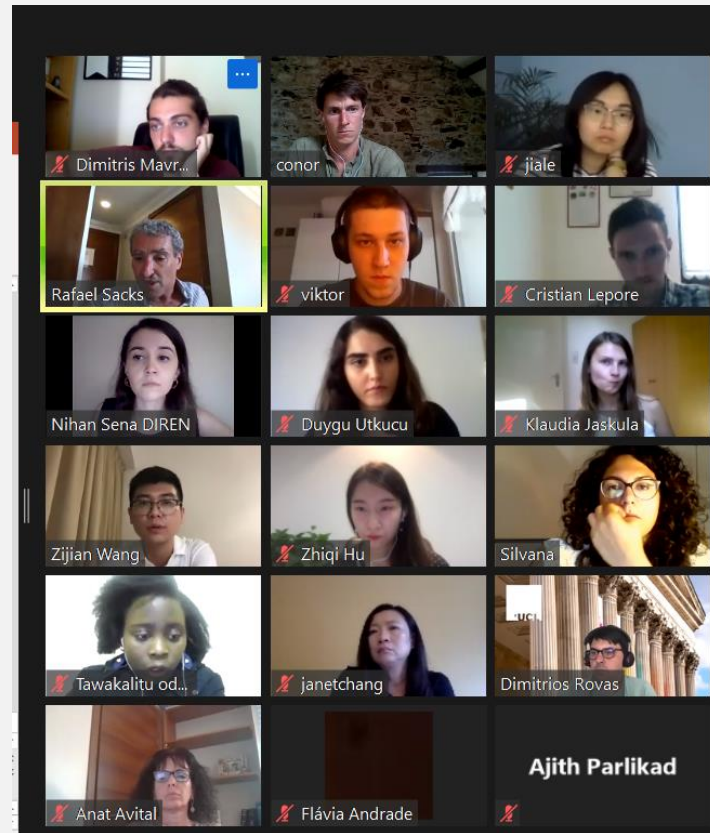 Dimitris Mavr...
conor
jiale
Rafael Sacks
viktor
Cristian Lepore
Nihan Sena DIREN
Duygu Utkucu
Klaudia Jaskula
Zijian Wang
Zhiqi Hu
Silvana
Tawakalitu od...
janetchang
UCL
Dimitrios Rovas
Anat Avital
Flávia Andrade
Ajith Parlikad